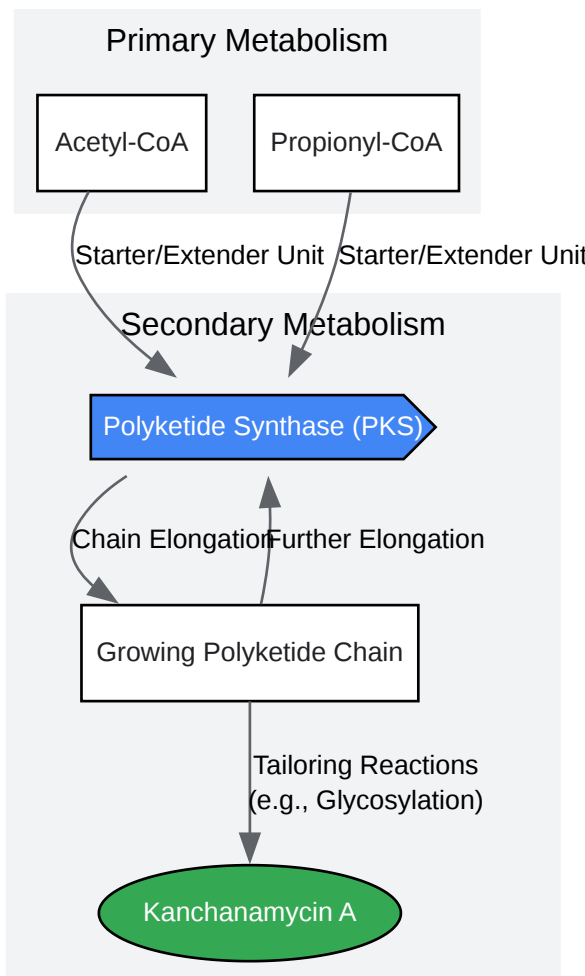 Primary Metabolism
Acetyl-CoA
Propionyl-CoA
Starter/Extender Unit
Starter/Extender Unit
Secondary Metabolism
Polyketide Synthase (PKS)
Chain Elongation
Further Elongation
Growing Polyketide Chain
Tailoring Reactions
(e.g., Glycosylation)
Kanchanamycin A